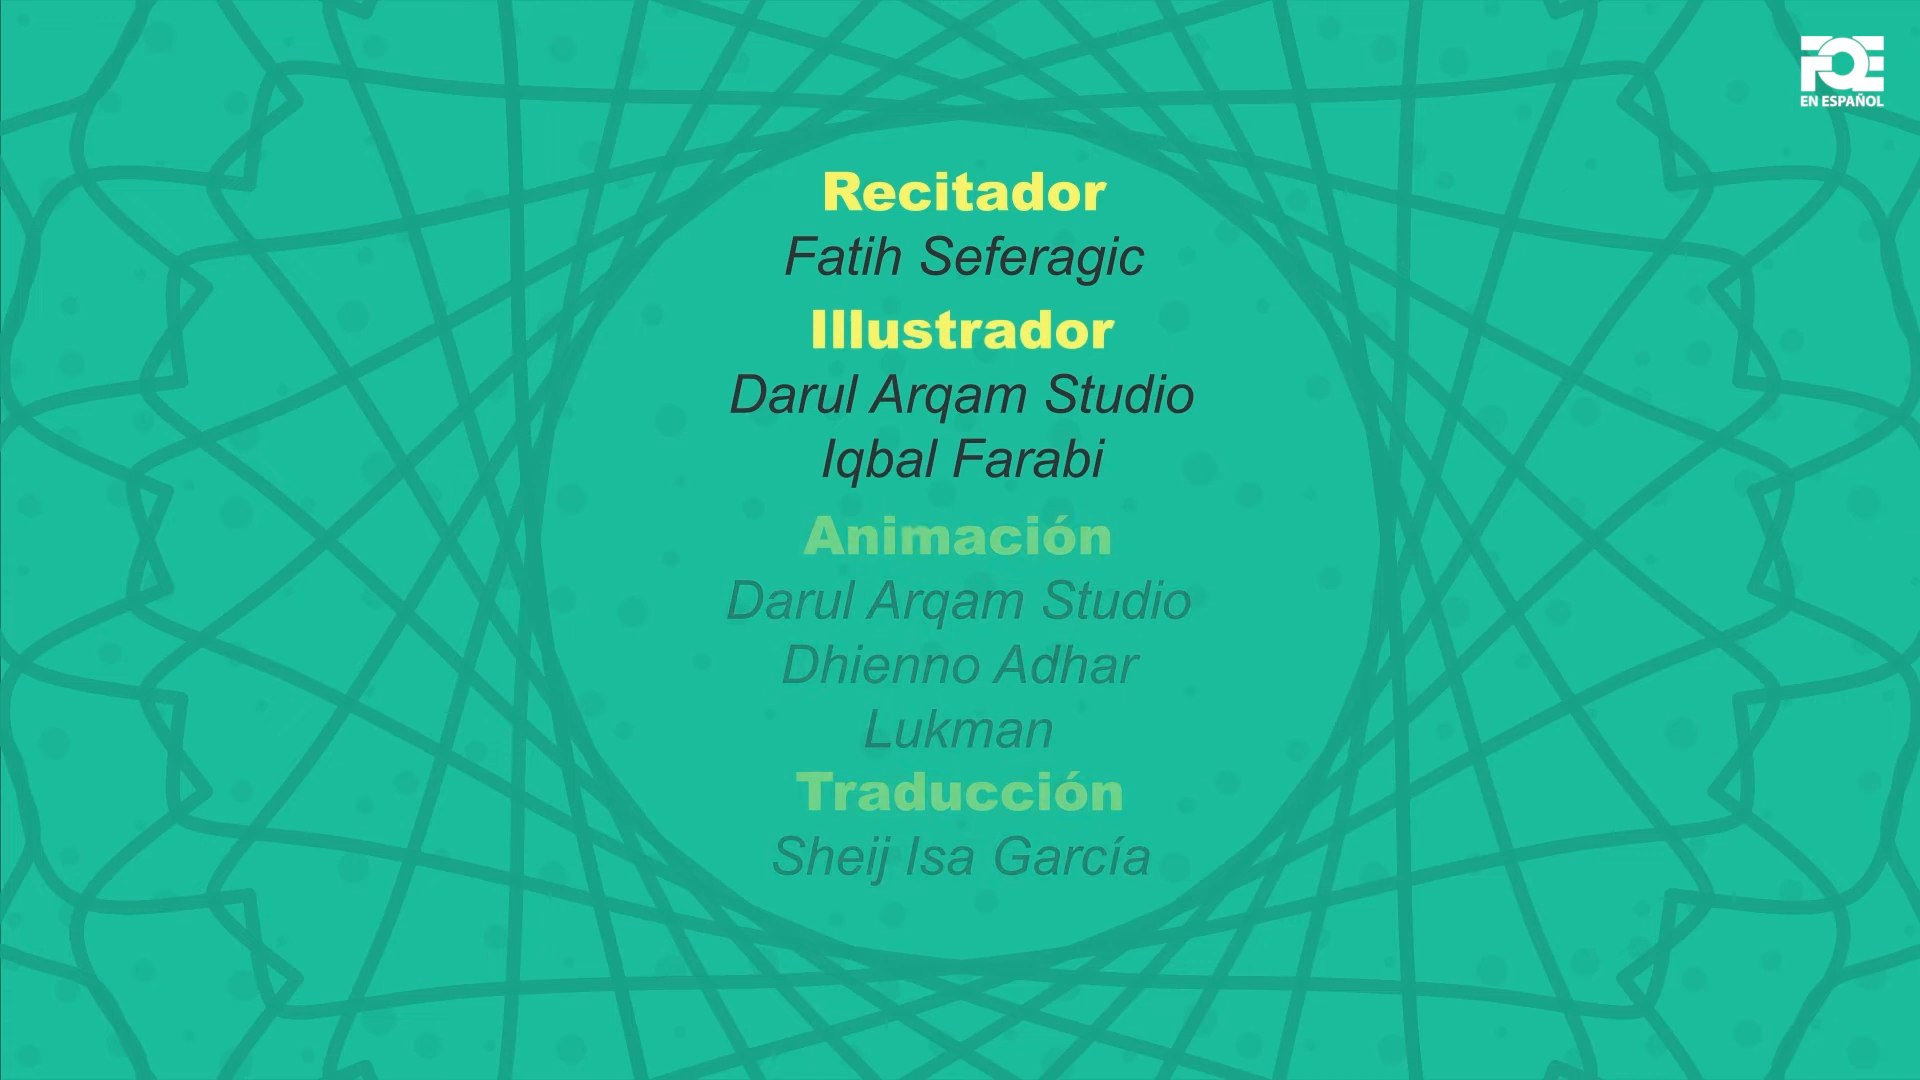 FQE
EN ESPAÑOL
Recitador
Fatih Seferagic
Illustrador
Darul Arqam Studio
Iqbal Farabi
Animación
Darul Arqam Studio
Dhienno Adhar
Lukman
Traducción
Sheij Isa García